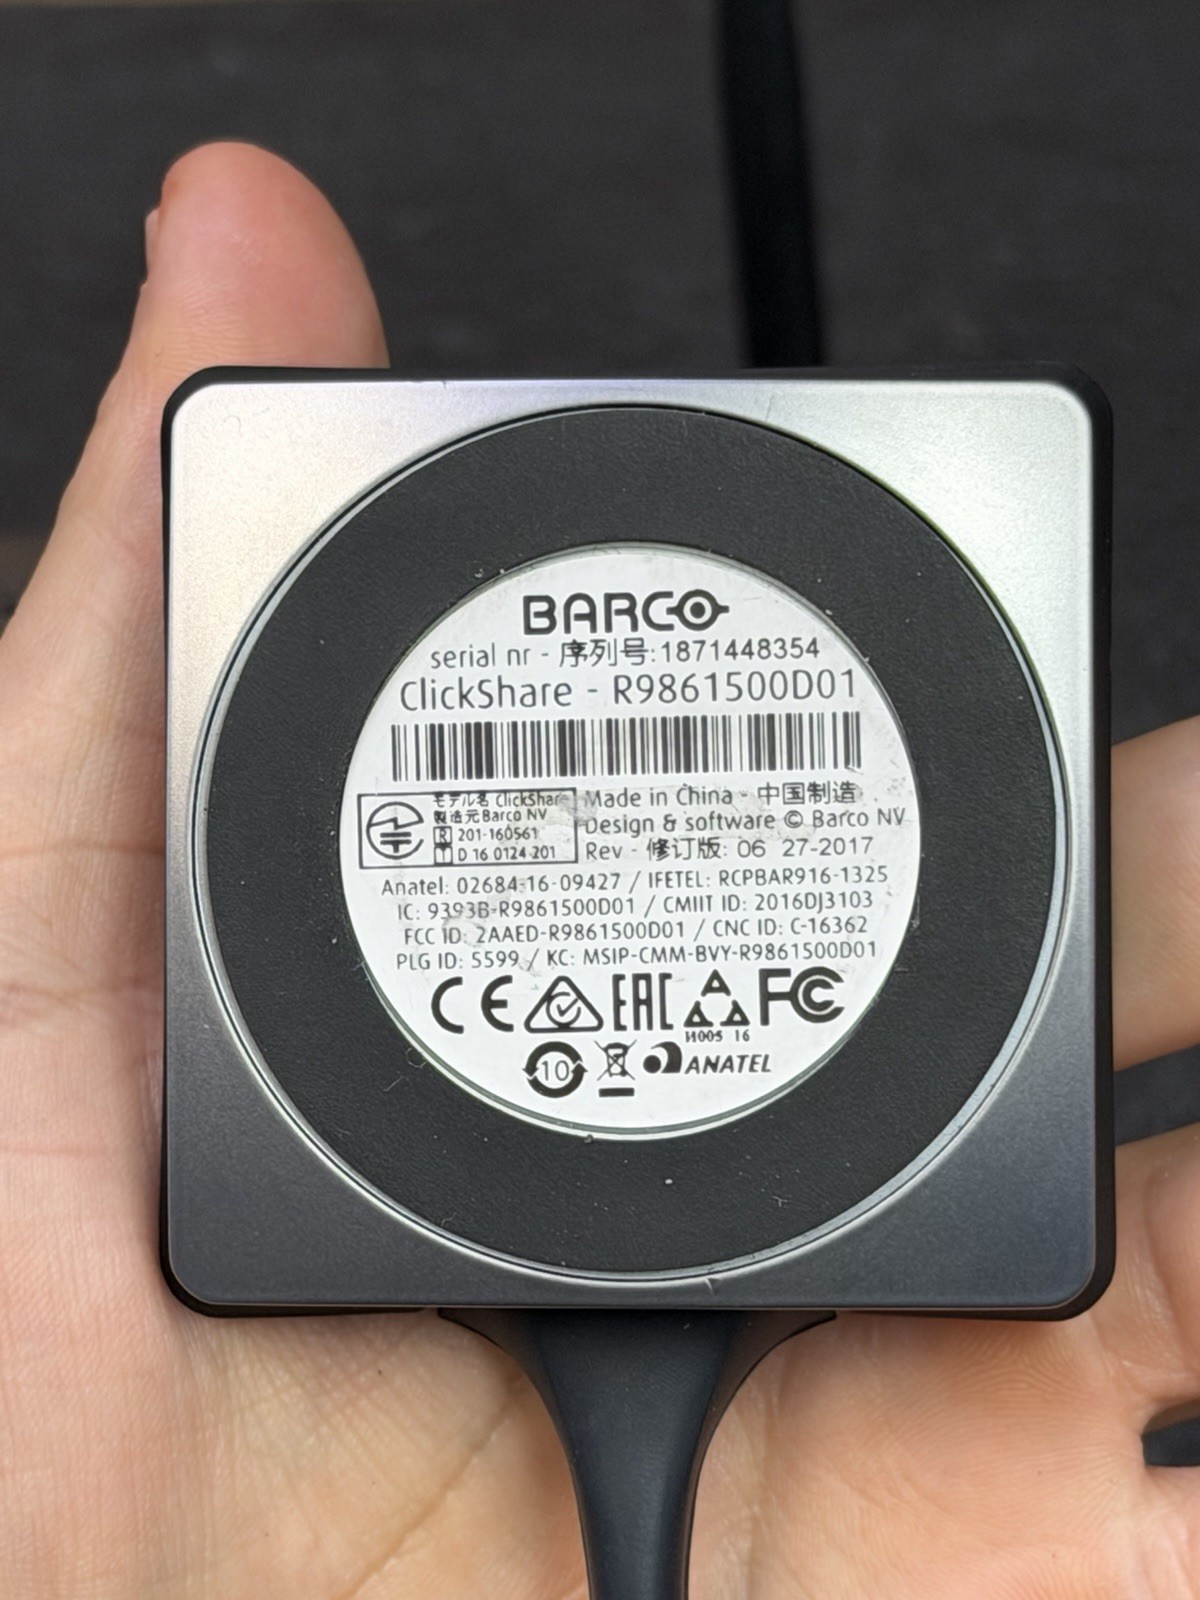 BARCO
serial nr - 序列号:1871448354
ClickShare - R9861500D01
モデル名 ClickShare
製造元 Barco NV
R 201-160561
T D 16 0124 201
Made in China - 中国制造
Design & software © Barco NV
Rev - 修订版: 06 27-2017
Anatel: 02684-16-09427 / IFETEL: RCPBAR916-1325
IC: 9393B-R9861500D01 / CMIIT ID: 2016DJ3103
FCC ID: 2AAED-R9861500D01 / CNC ID: C-16362
PLG ID: 5599 / KC: MSIP-CMM-BVY-R9861500D01
CE EAC FC
И005 16
10 ANATEL